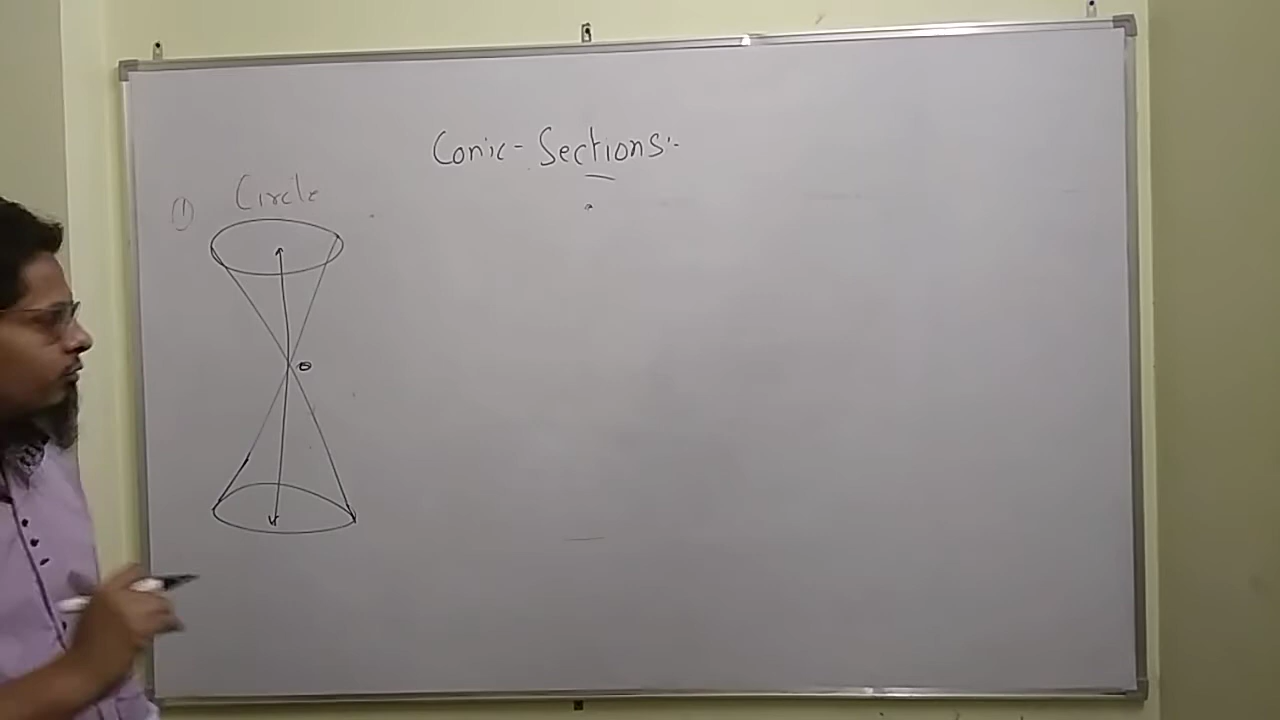 Conic-Sections:-
① Circle
O